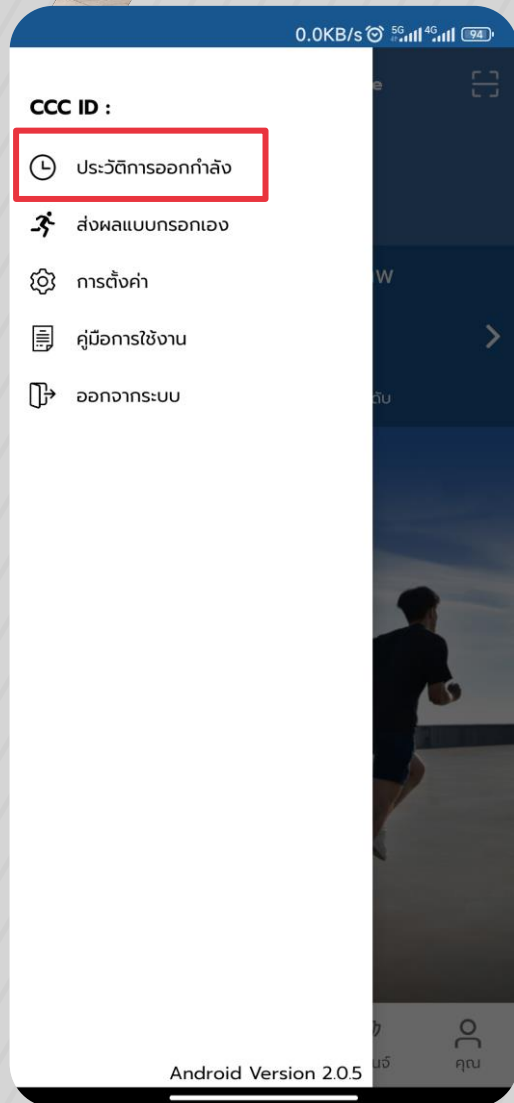 0.0KB/s 5G 4G 94
CCC ID :
ประวัติการออกกำลัง
ส่งผลแบบกรอกเอง
การตั้งค่า
คู่มือการใช้งาน
ออกจากระบบ
Android Version 2.0.5
คุณ